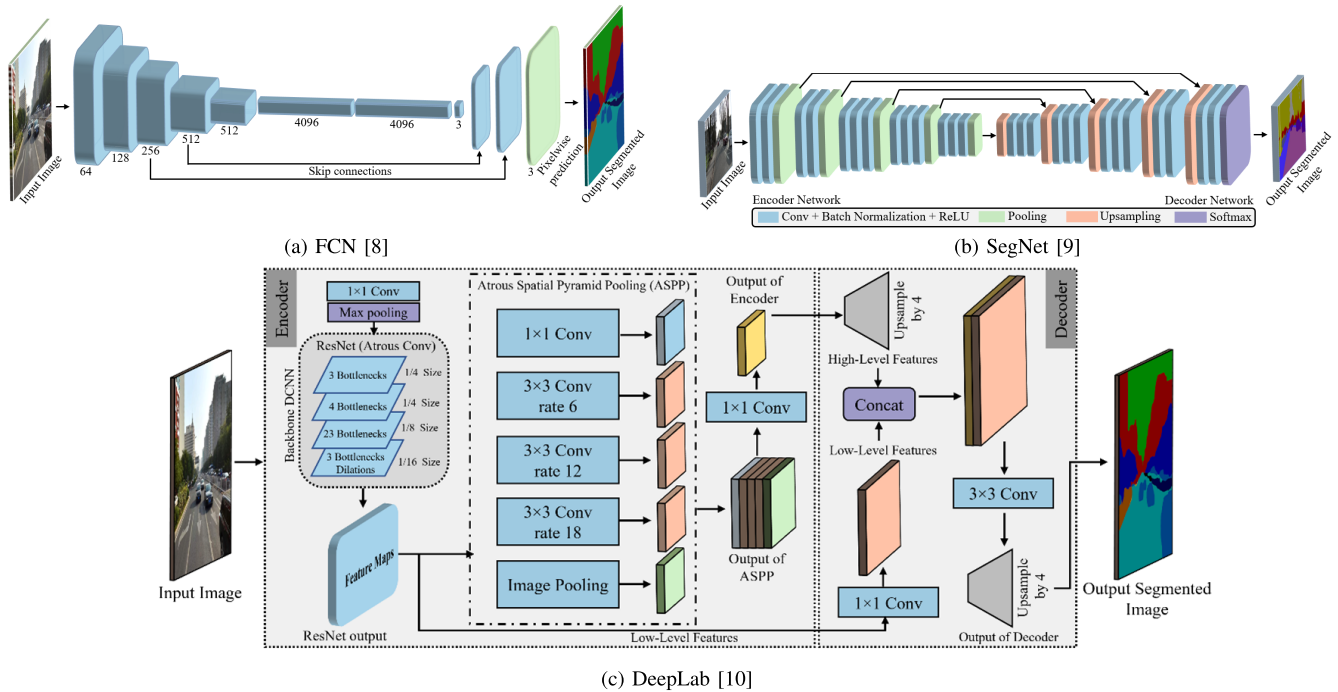 Input Image
64
128
256
512
512
4096
4096
3
3
Pixelwise
prediction
Output Segmented
Image
Skip connections
(a) FCN [8]
Input Image
Output Segmented
Image
Encoder Network
Decoder Network
Conv + Batch Normalization + ReLU
Pooling
Upsampling
Softmax
(b) SegNet [9]
Input Image
Encoder
1×1 Conv
Max pooling
ResNet (Atrous Conv)
Backbone DCNN
3 Bottlenecks
1/4 Size
4 Bottlenecks
1/4 Size
23 Bottlenecks
1/8 Size
3 Bottlenecks
Dilations
1/16 Size
Feature Maps
ResNet output
Atrous Spatial Pyramid Pooling (ASPP)
1×1 Conv
3×3 Conv
rate 6
3×3 Conv
rate 12
3×3 Conv
rate 18
Image Pooling
Low-Level Features
Output of
Encoder
1×1 Conv
Output of
ASPP
Decoder
Upsample
by 4
High-Level Features
Concat
Low-Level Features
1×1 Conv
3×3 Conv
Upsample
by 4
Output of Decoder
Output Segmented
Image
(c) DeepLab [10]